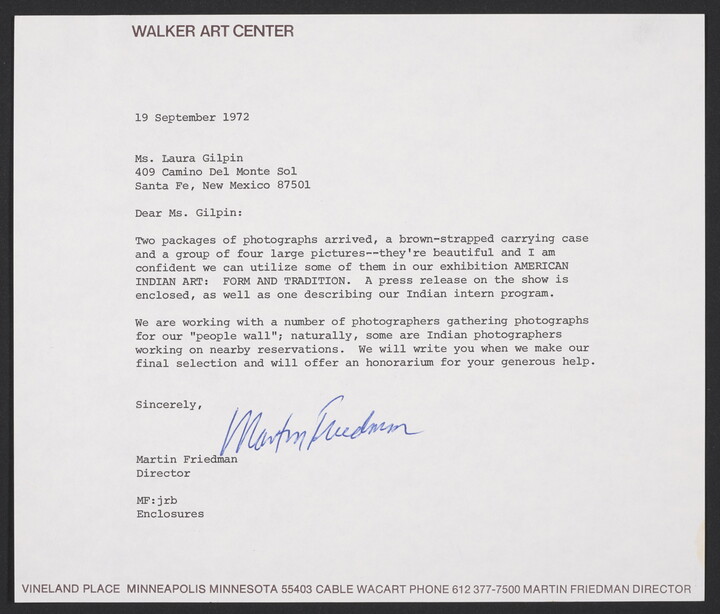 WALKER ART CENTER
19 September 1972
Ms. Laura Gilpin
409 Camino Del Monte Sol
Santa Fe, New Mexico 87501
Dear Ms. Gilpin:
Two packages of photographs arrived, a brown-strapped carrying case
and a group of four large pictures--they're beautiful and I am
confident we can utilize some of them in our exhibition AMERICAN
INDIAN ART:  FORM AND TRADITION.  A press release on the show is
enclosed, as well as one describing our Indian intern program.
We are working with a number of photographers gathering photographs
for our "people wall"; naturally, some are Indian photographers
working on nearby reservations.  We will write you when we make our
final selection and will offer an honorarium for your generous help.
Sincerely,
Martin Friedman
Martin Friedman
Director
MF:jrb
Enclosures
VINELAND PLACE MINNEAPOLIS MINNESOTA 55403 CABLE WACART PHONE 612 377-7500 MARTIN FRIEDMAN DIRECTOR